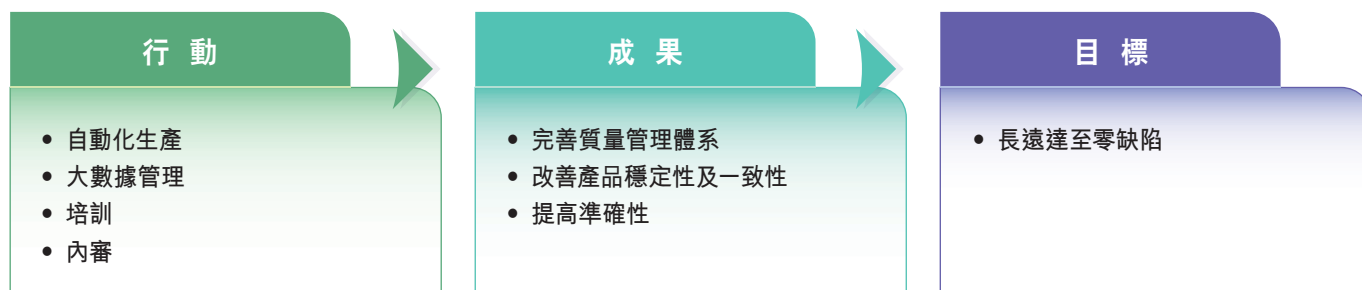 行動
• 自動化生產
• 大數據管理
• 培訓
• 內審
成果
• 完善質量管理體系
• 改善產品穩定性及一致性
• 提高準確性
目標
• 長遠達至零缺陷